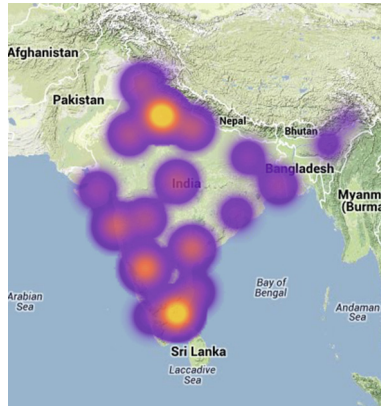 Afghanistan
Pakistan
Nepal
Bhutan
India
Bangladesh
Myanm
(Burma
Bay of
Bengal
Arabian
Sea
Andaman
Sea
Sri Lanka
Laccadive
Sea